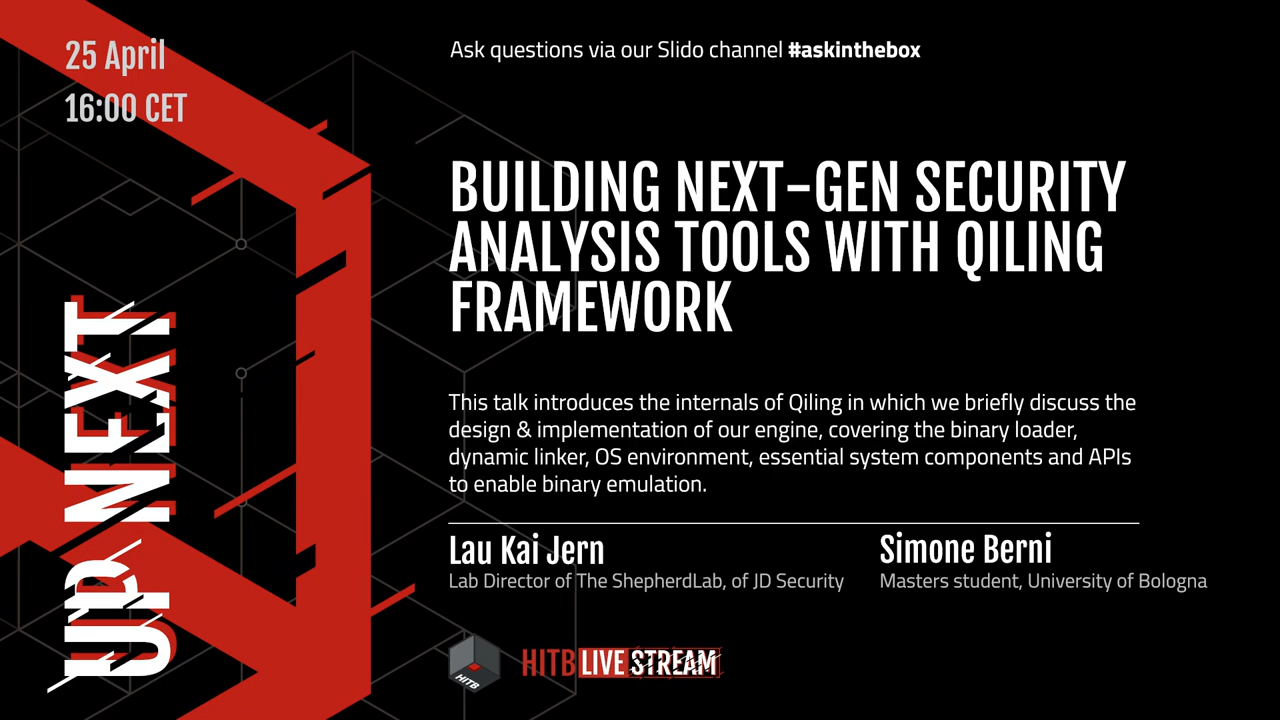 25 April
16:00 CET
Ask questions via our Slido channel #askinthebox
BUILDING NEXT-GEN SECURITY
ANALYSIS TOOLS WITH QILING
FRAMEWORK
UP NEXT
This talk introduces the internals of Qiling in which we briefly discuss the
design & implementation of our engine, covering the binary loader,
dynamic linker, OS environment, essential system components and APIs
to enable binary emulation.
Lau Kai Jern
Lab Director of The ShepherdLab, of JD Security
Simone Berni
Masters student, University of Bologna
HITB
HITB LIVE STREAM